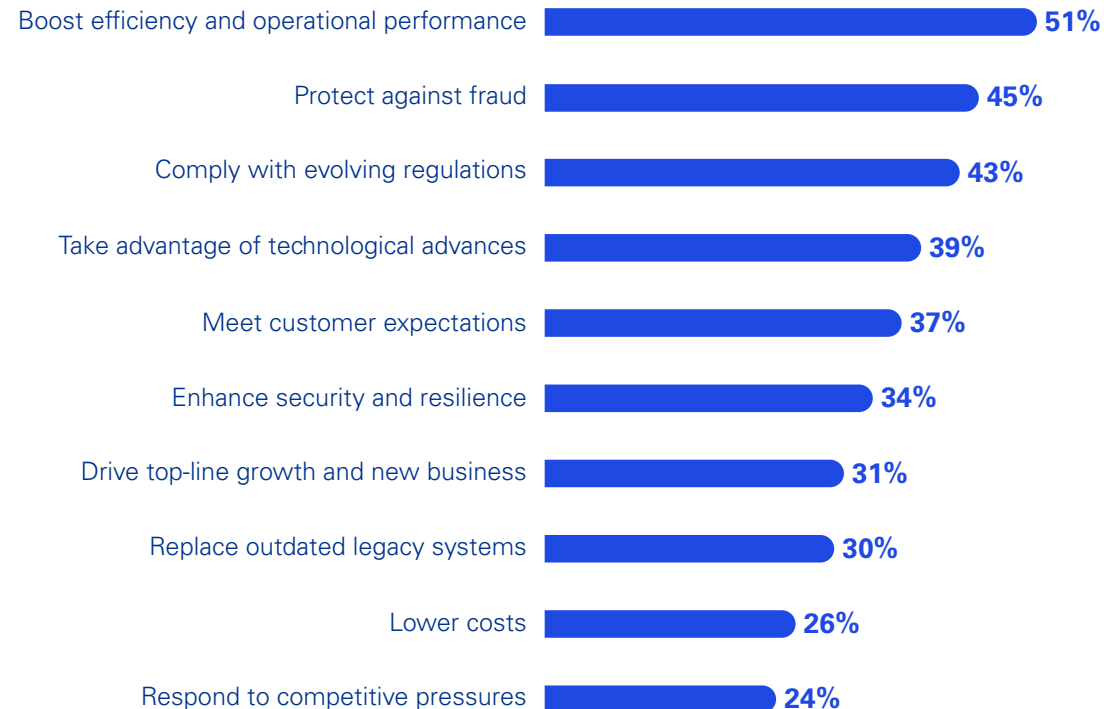 Boost efficiency and operational performance 51%
Protect against fraud 45%
Comply with evolving regulations 43%
Take advantage of technological advances 39%
Meet customer expectations 37%
Enhance security and resilience 34%
Drive top-line growth and new business 31%
Replace outdated legacy systems 30%
Lower costs 26%
Respond to competitive pressures 24%